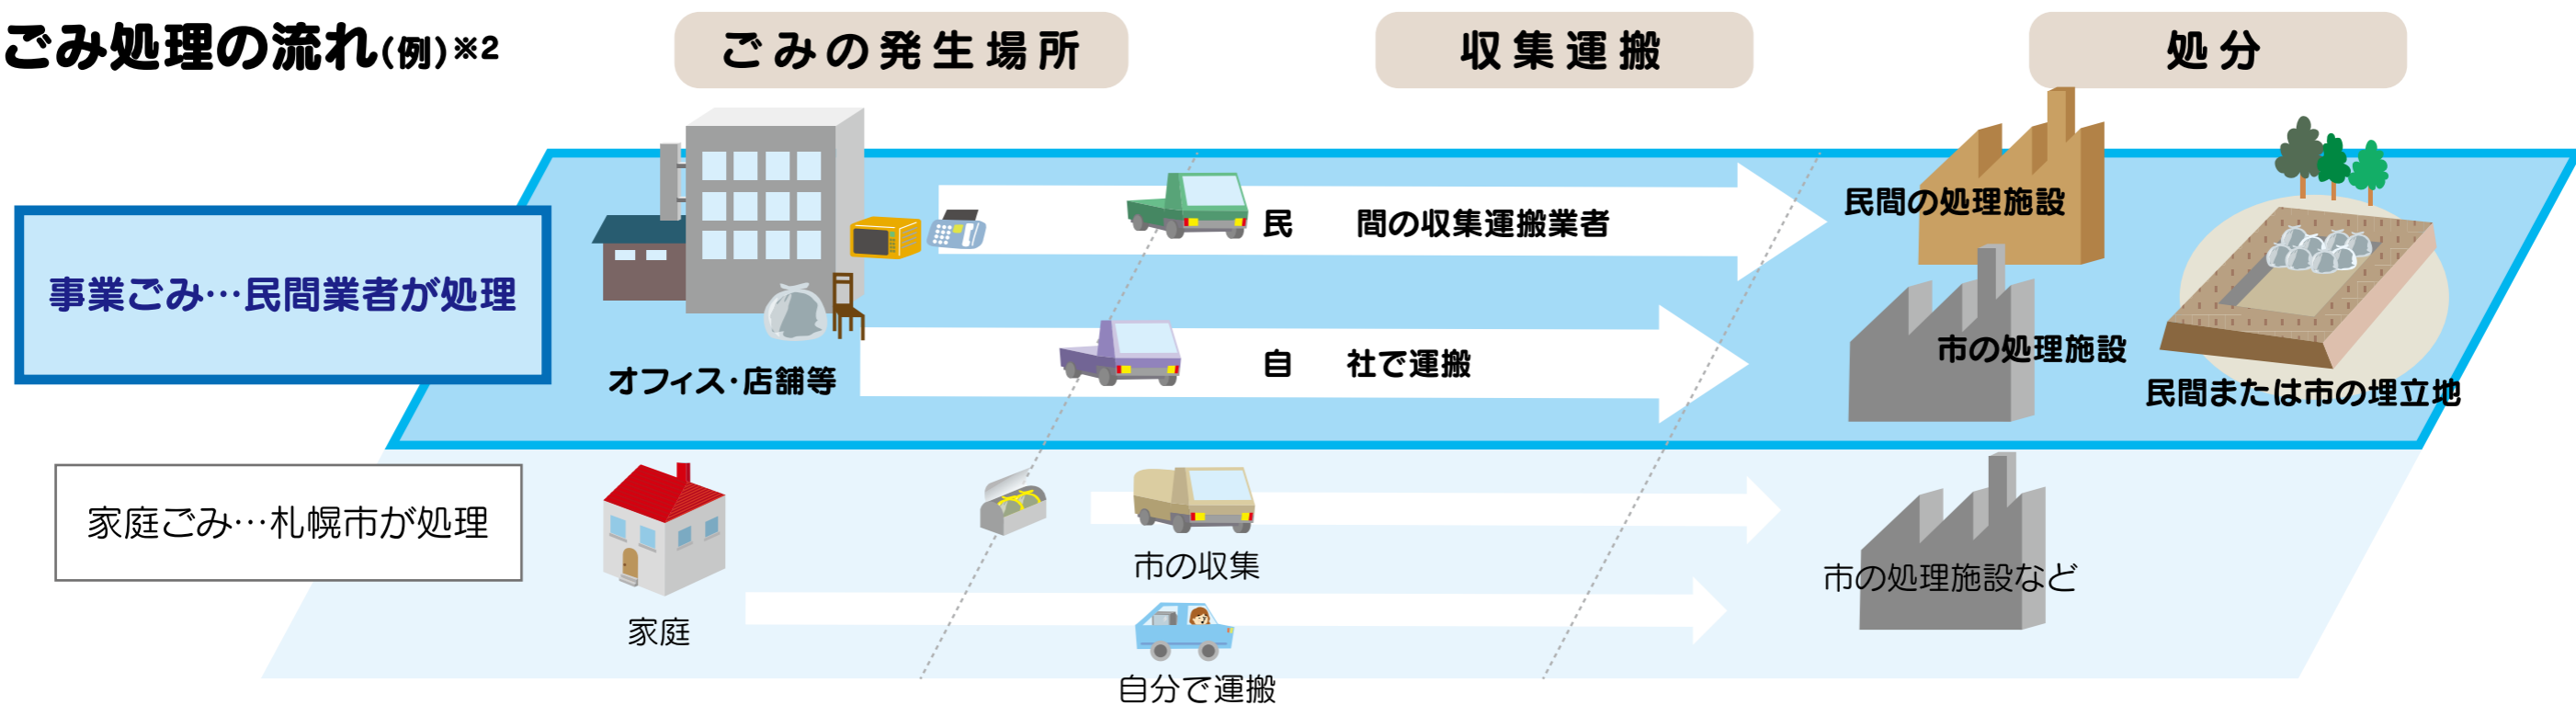 ごみ処理の流れ(例)※2
ごみの発生場所
収集運搬
処分
事業ごみ…民間業者が処理
オフィス・店舗等
民　間の収集運搬業者
自　社で運搬
民間の処理施設
市の処理施設
民間または市の埋立地
家庭ごみ…札幌市が処理
家庭
市の収集
自分で運搬
市の処理施設など